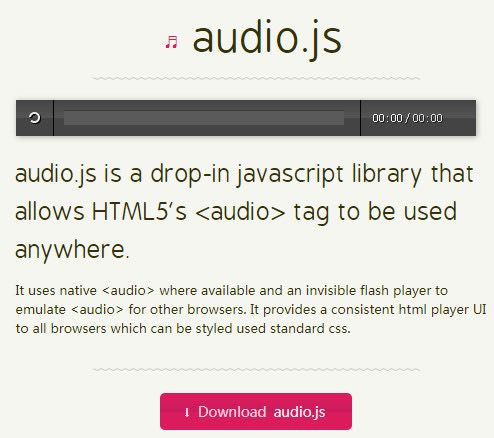 ♬ audio.js
00:00/00:00
audio.js is a drop-in javascript library that
allows HTML5's <audio> tag to be used
anywhere.
It uses native <audio> where available and an invisible flash player to
emulate <audio> for other browsers. It provides a consistent html player UI
to all browsers which can be styled used standard css.
⬇ Download audio.js